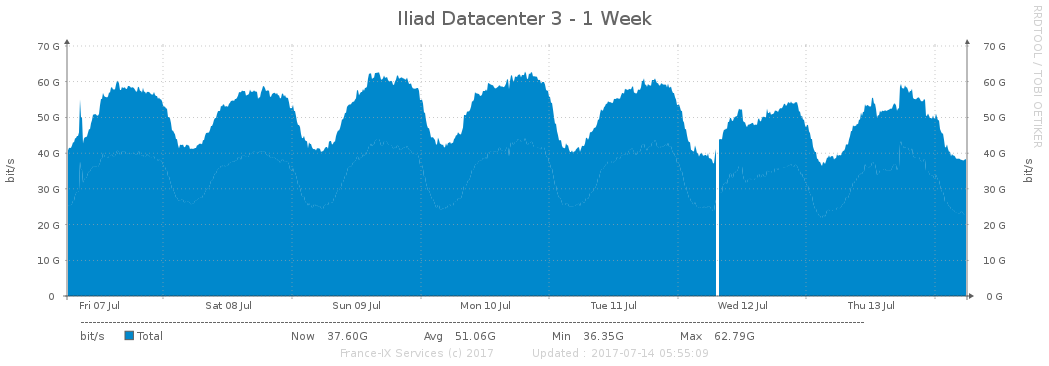 Iliad Datacenter 3 - 1 Week
RRDTOOL / TOBI OETIKER
bit/s
70 G
60 G
50 G
40 G
30 G
20 G
10 G
0
70 G
60 G
50 G
40 G
30 G
20 G
10 G
0 G
bit/s
Fri 07 Jul Sat 08 Jul Sun 09 Jul Mon 10 Jul Tue 11 Jul Wed 12 Jul Thu 13 Jul
bit/s Total Now 37.60G Avg 51.06G Min 36.35G Max 62.79G
France-IX Services (c) 2017 Updated : 2017-07-14 05:55:09